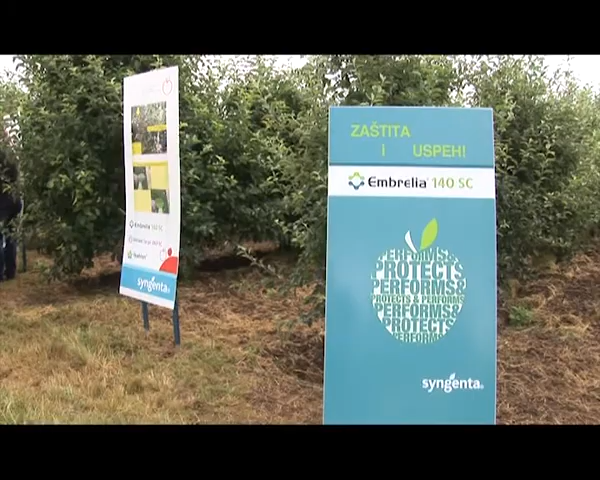 ZAŠTITA
i USPEH!
Embrelia 140 SC
PERFORMS&
PROTECTS
PERFORMS&
PROTECTS & PERFORMS
PERFORMS&
PROTECTS
PERFORMS
syngenta
Embrelia 140 SC
syngenta